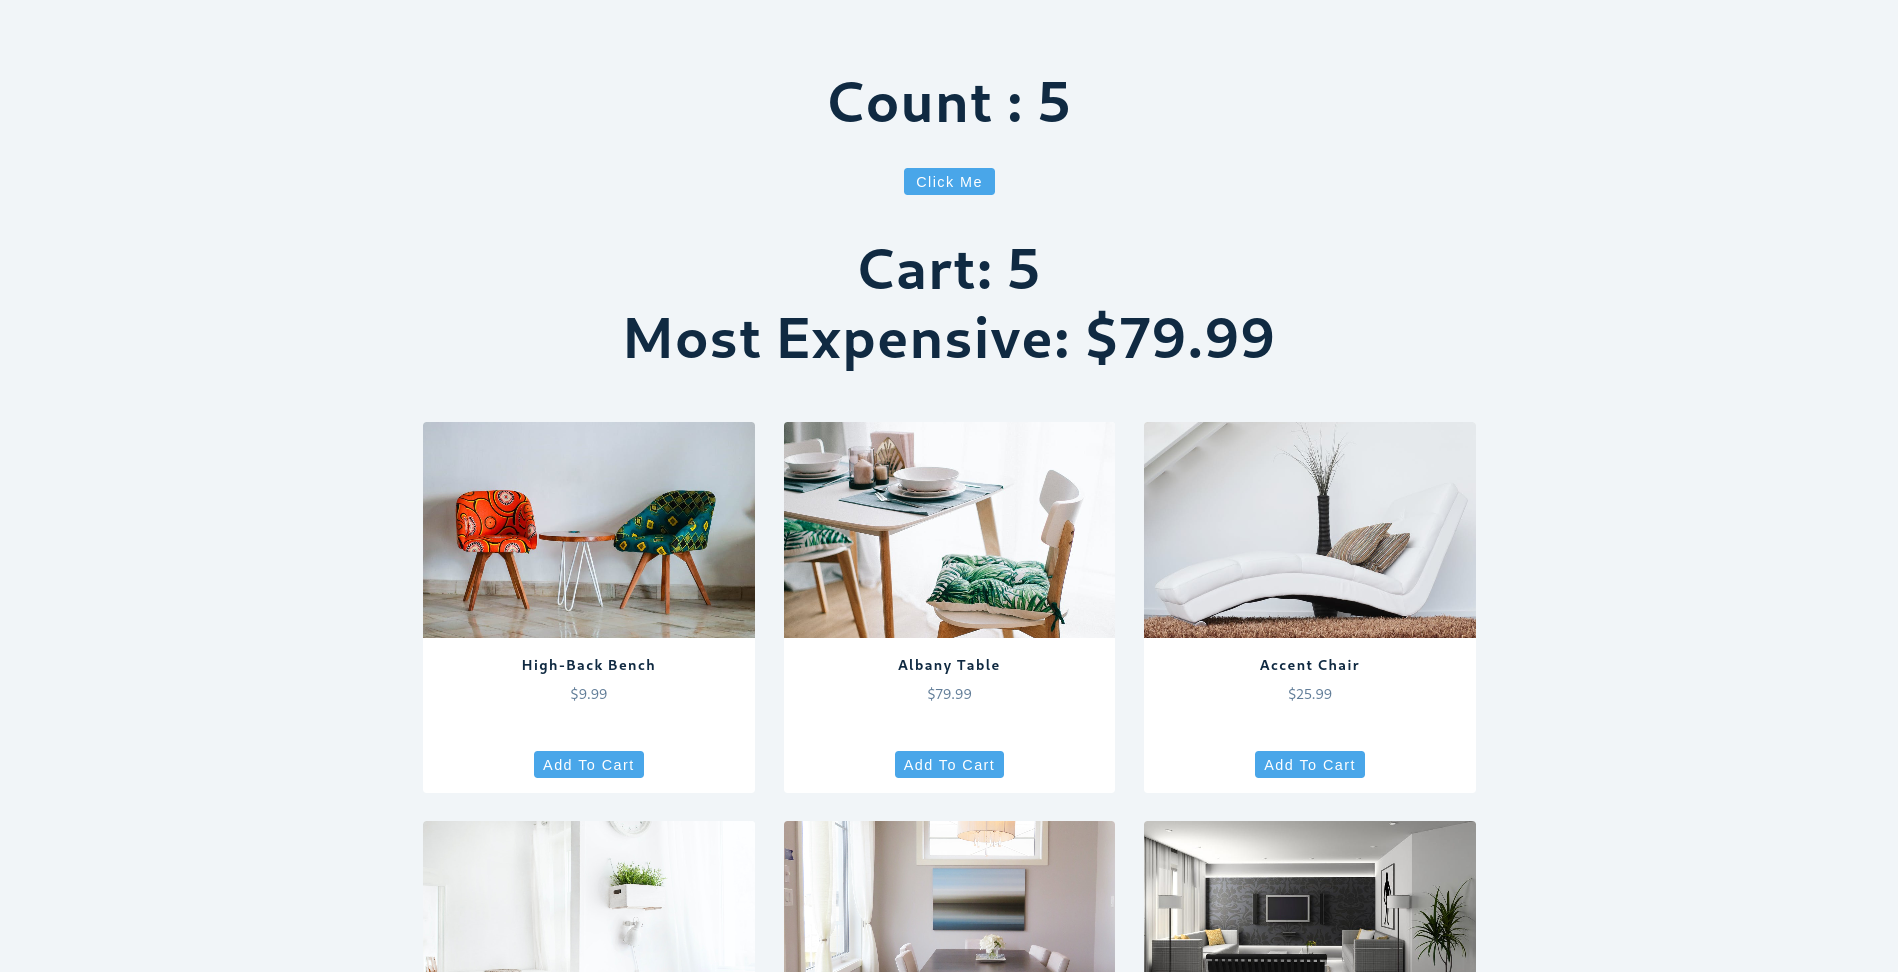 Count : 5
Click Me
Cart: 5
Most Expensive: $79.99
High-Back Bench
$9.99
Add To Cart
Albany Table
$79.99
Add To Cart
Accent Chair
$25.99
Add To Cart